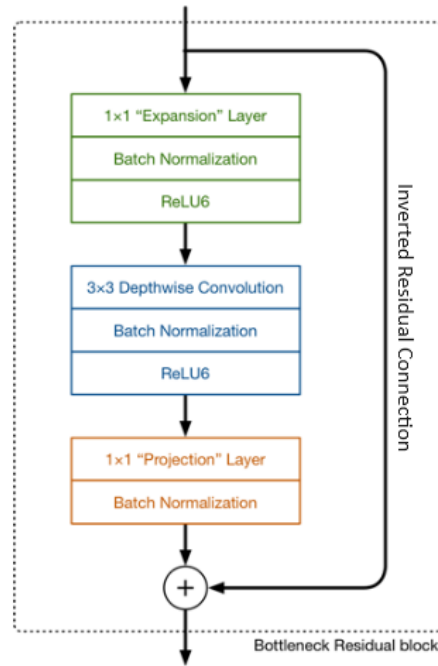 1×1 “Expansion” Layer
Batch Normalization
ReLU6
Inverted Residual Connection
3×3 Depthwise Convolution
Batch Normalization
ReLU6
1×1 “Projection” Layer
Batch Normalization
+
Bottleneck Residual block